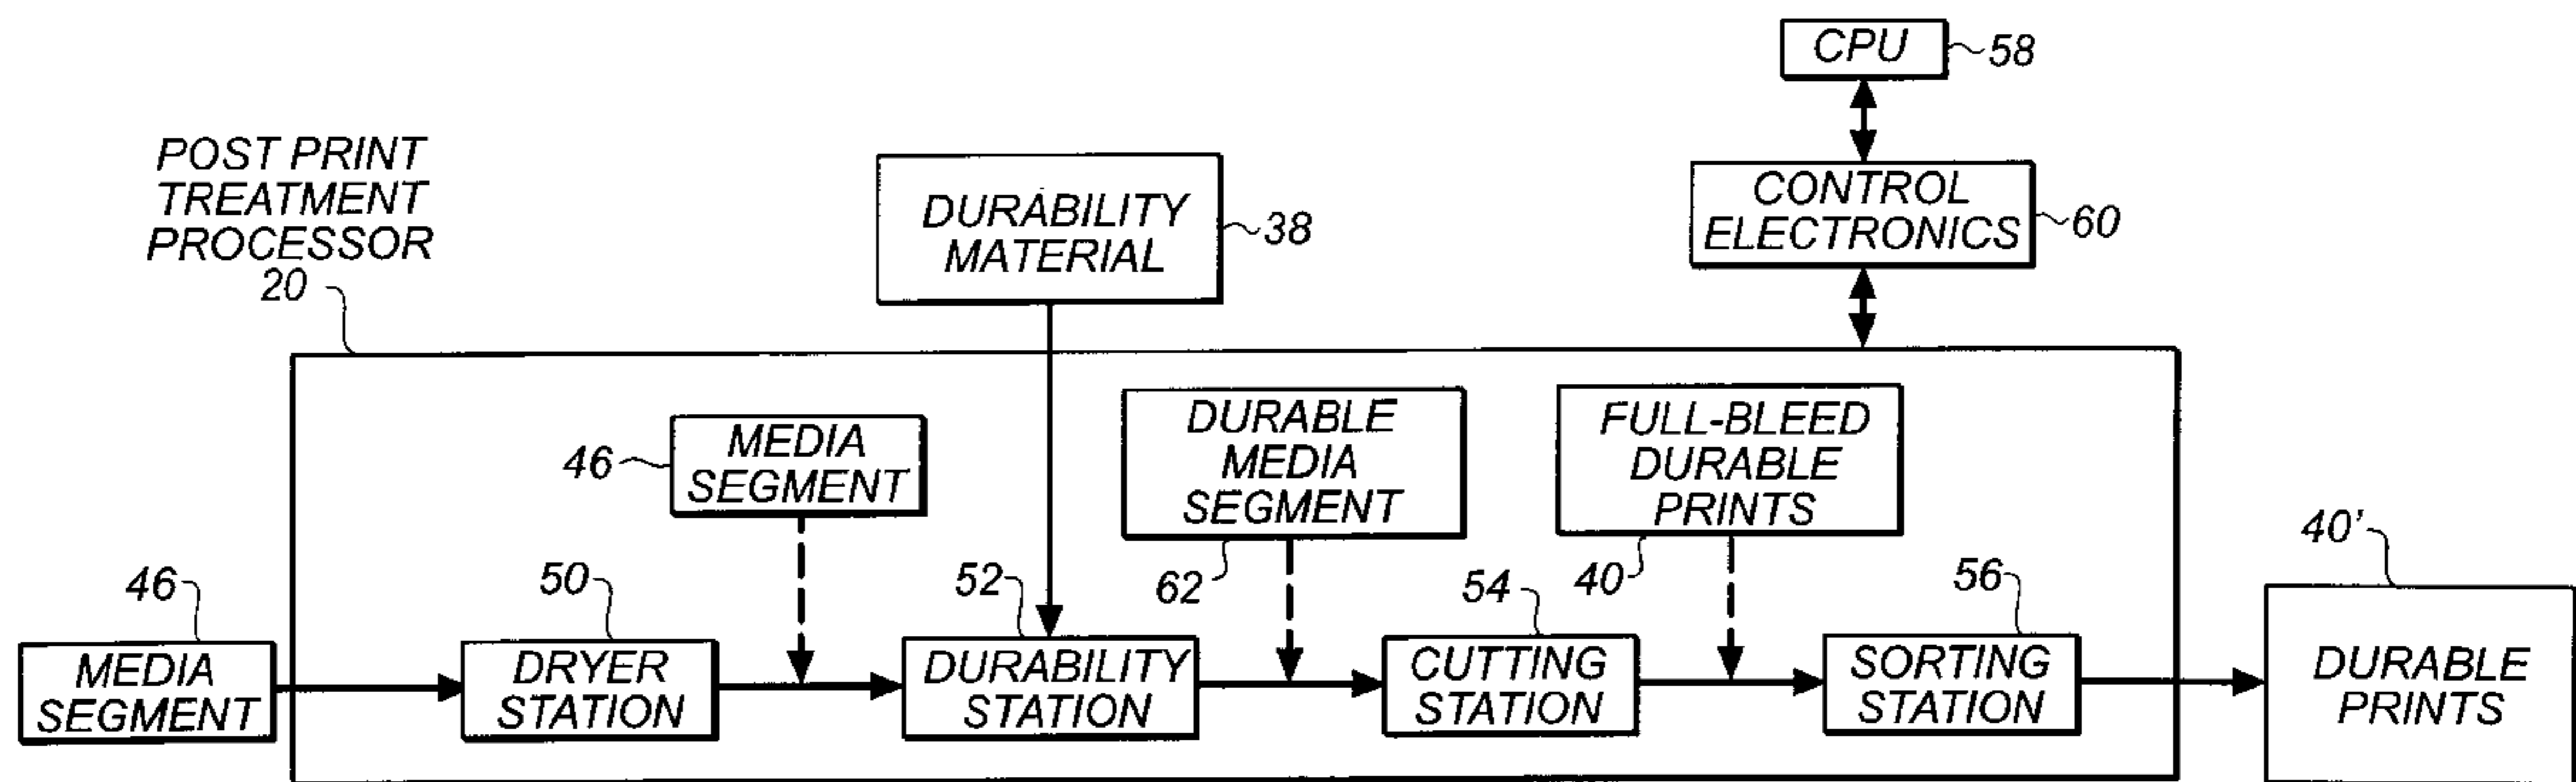 CPU
58
POST PRINT
TREATMENT
PROCESSOR
20
DURABILITY
MATERIAL
38
CONTROL
ELECTRONICS
60
46
MEDIA
SEGMENT
DURABLE
MEDIA
SEGMENT
62
FULL-BLEED
DURABLE
PRINTS
40
40'
46
MEDIA
SEGMENT
50
DRYER
STATION
52
DURABILITY
STATION
54
CUTTING
STATION
56
SORTING
STATION
DURABLE
PRINTS